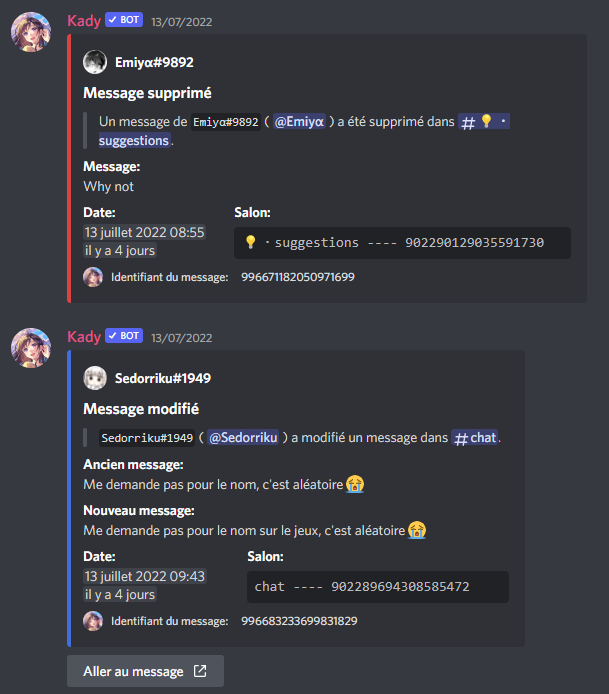 Kady BOT 13/07/2022
Emiyα#9892
Message supprimé
Un message de Emiyα#9892 ( @Emiyα ) a été supprimé dans # 💡・
suggestions.
Message:
Why not
Date: Salon:
13 juillet 2022 08:55
il y a 4 jours
💡・suggestions ---- 902290129035591730
Identifiant du message: 996671182050971699
Kady BOT 13/07/2022
Sedorriku#1949
Message modifié
Sedorriku#1949 ( @Sedorriku ) a modifié un message dans #chat.
Ancien message:
Me demande pas pour le nom, c'est aléatoire 😭
Nouveau message:
Me demande pas pour le nom sur le jeux, c'est aléatoire 😭
Date: Salon:
13 juillet 2022 09:43
il y a 4 jours
chat ---- 902289694308585472
Identifiant du message: 996683233699831829
Aller au message